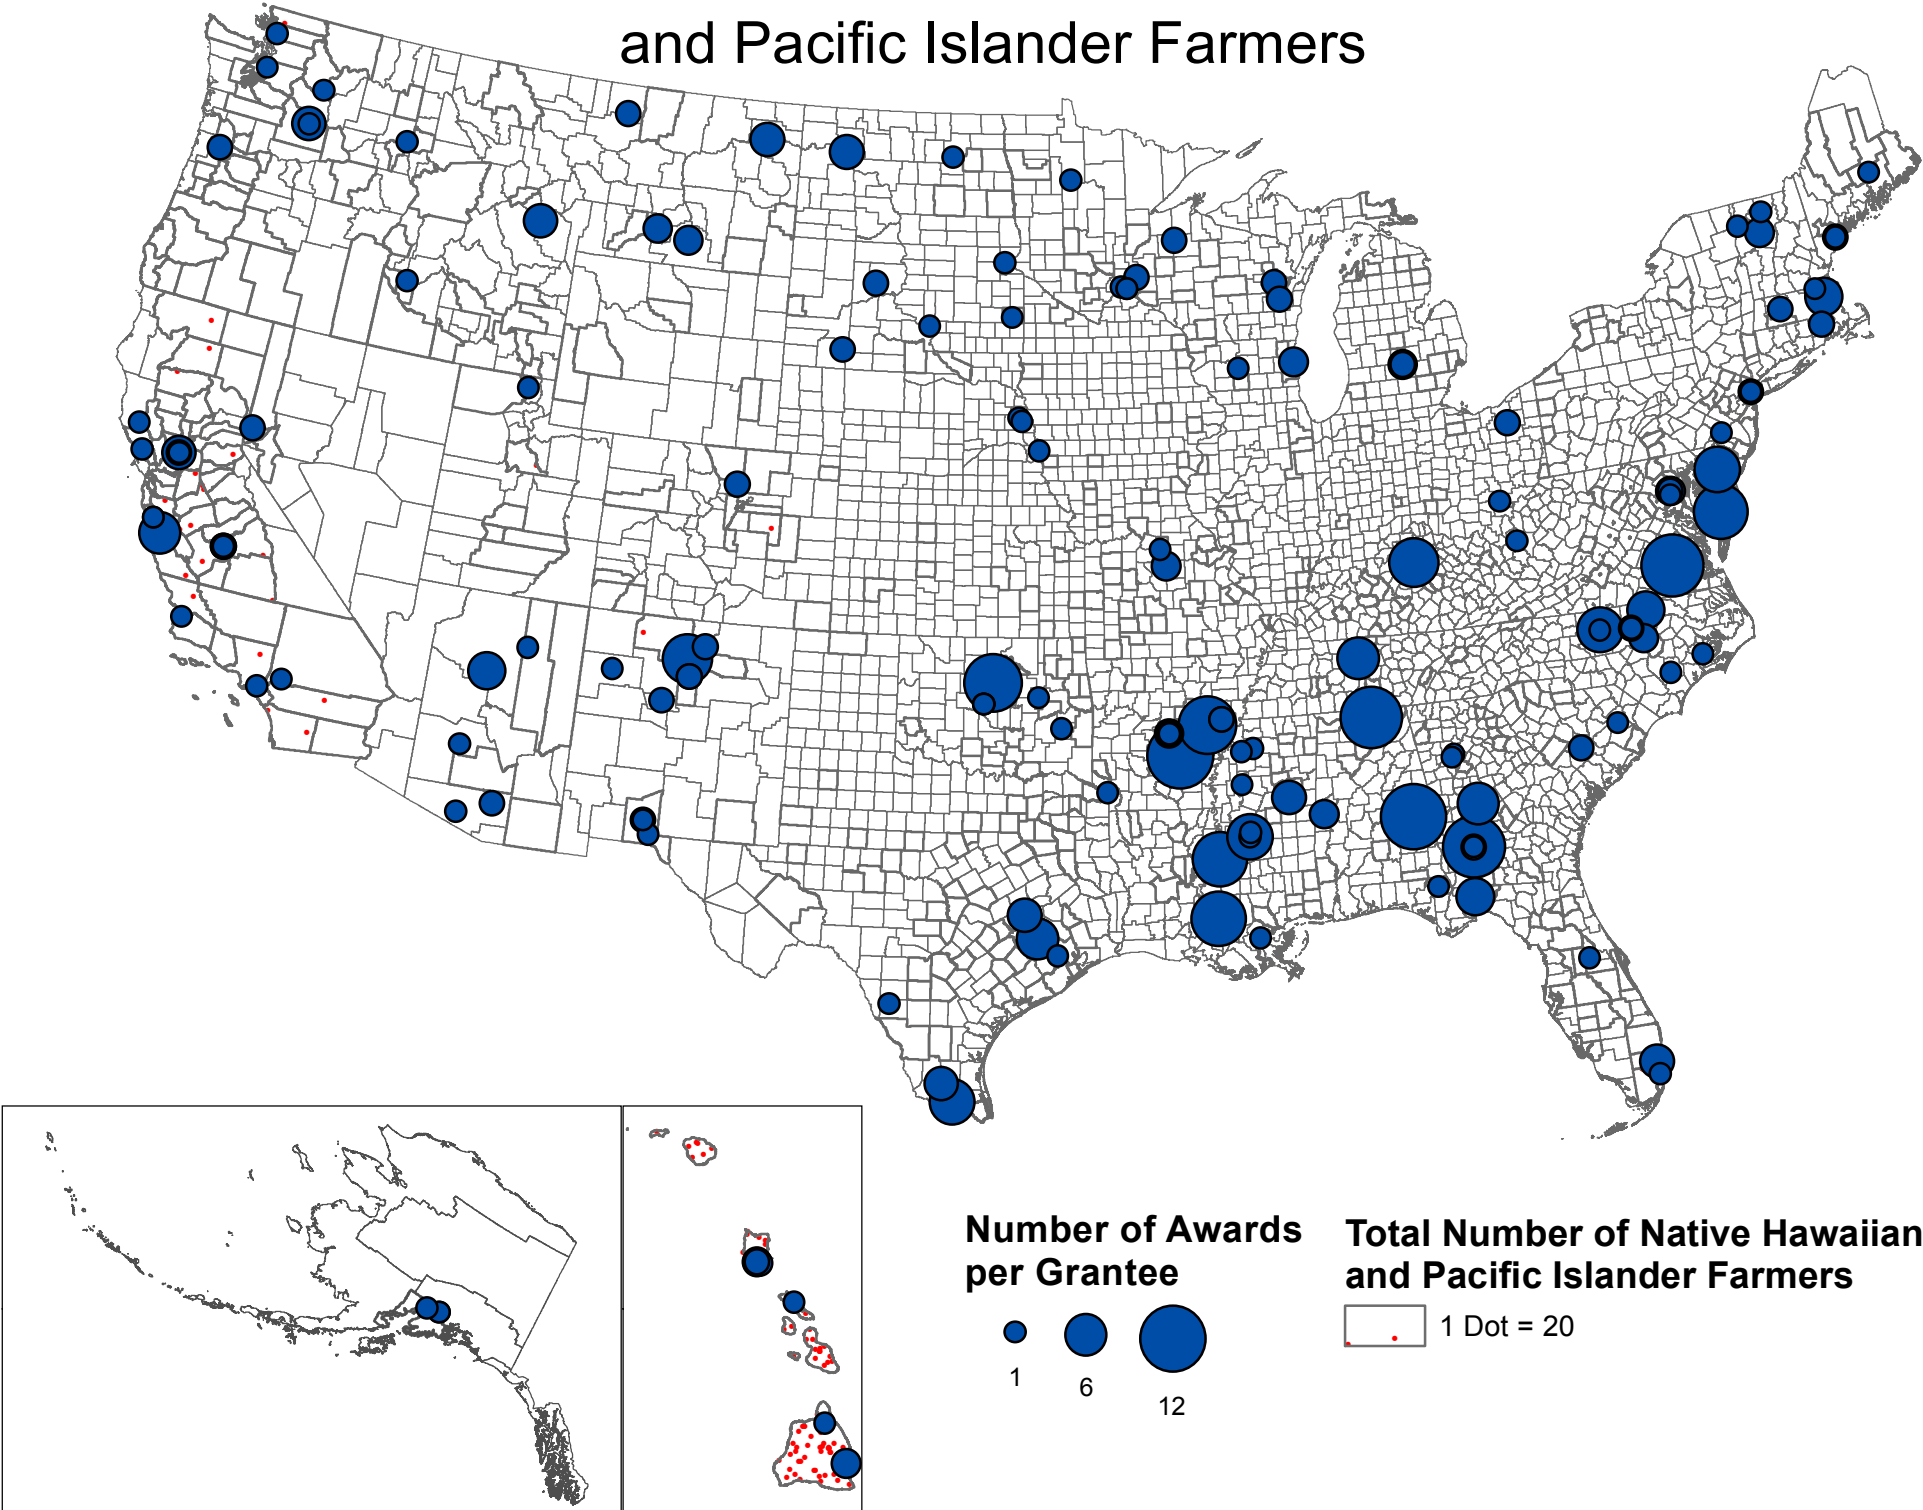 and Pacific Islander Farmers
Number of Awards
per Grantee
1
6
12
Total Number of Native Hawaiian
and Pacific Islander Farmers
1 Dot = 20